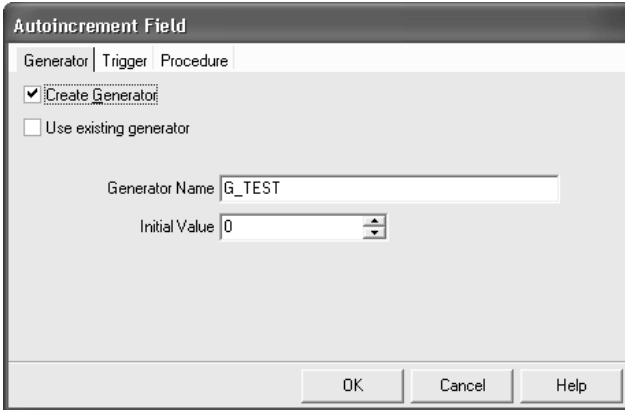 Autoincrement Field
Generator Trigger Procedure
Create Generator
Use existing generator
Generator Name G_TEST
Initial Value 0
OK Cancel Help